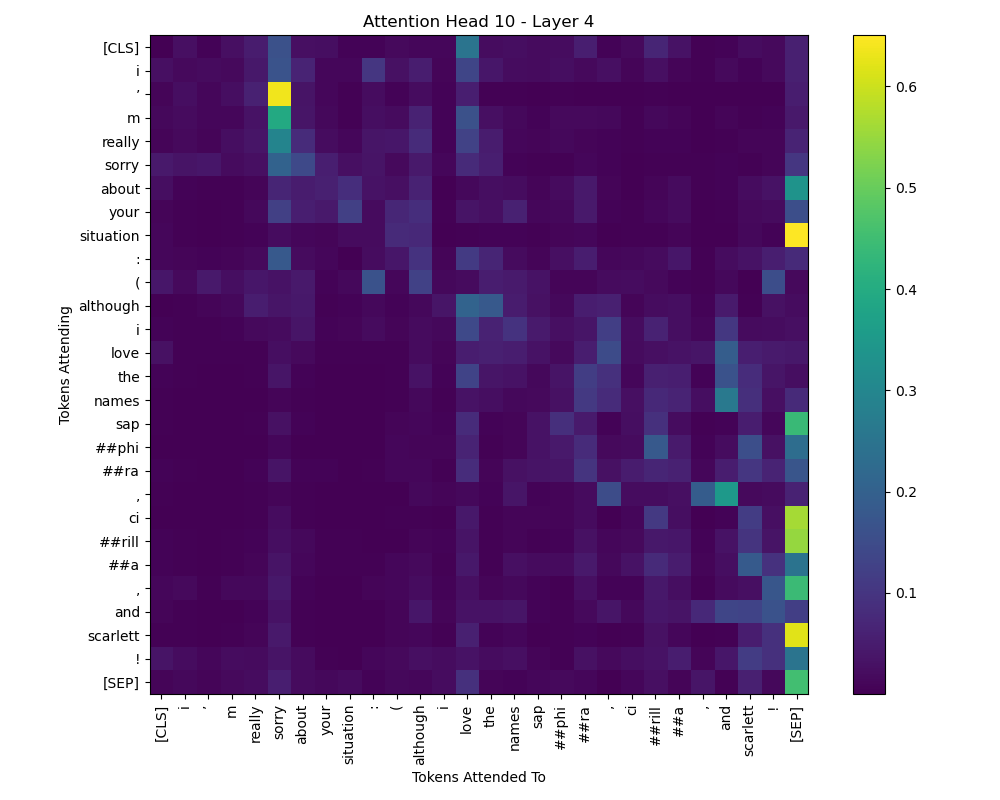 Attention Head 10 - Layer 4
Tokens Attending
[CLS]
i
’
m
really
sorry
about
your
situation
:
(
although
i
love
the
names
sap
##phi
##ra
,
ci
##rill
##a
,
and
scarlett
!
[SEP]
[CLS]
i
’
m
really
sorry
about
your
situation
:
(
although
i
love
the
names
sap
##phi
##ra
,
ci
##rill
##a
,
and
scarlett
!
[SEP]
Tokens Attended To
0.6
0.5
0.4
0.3
0.2
0.1